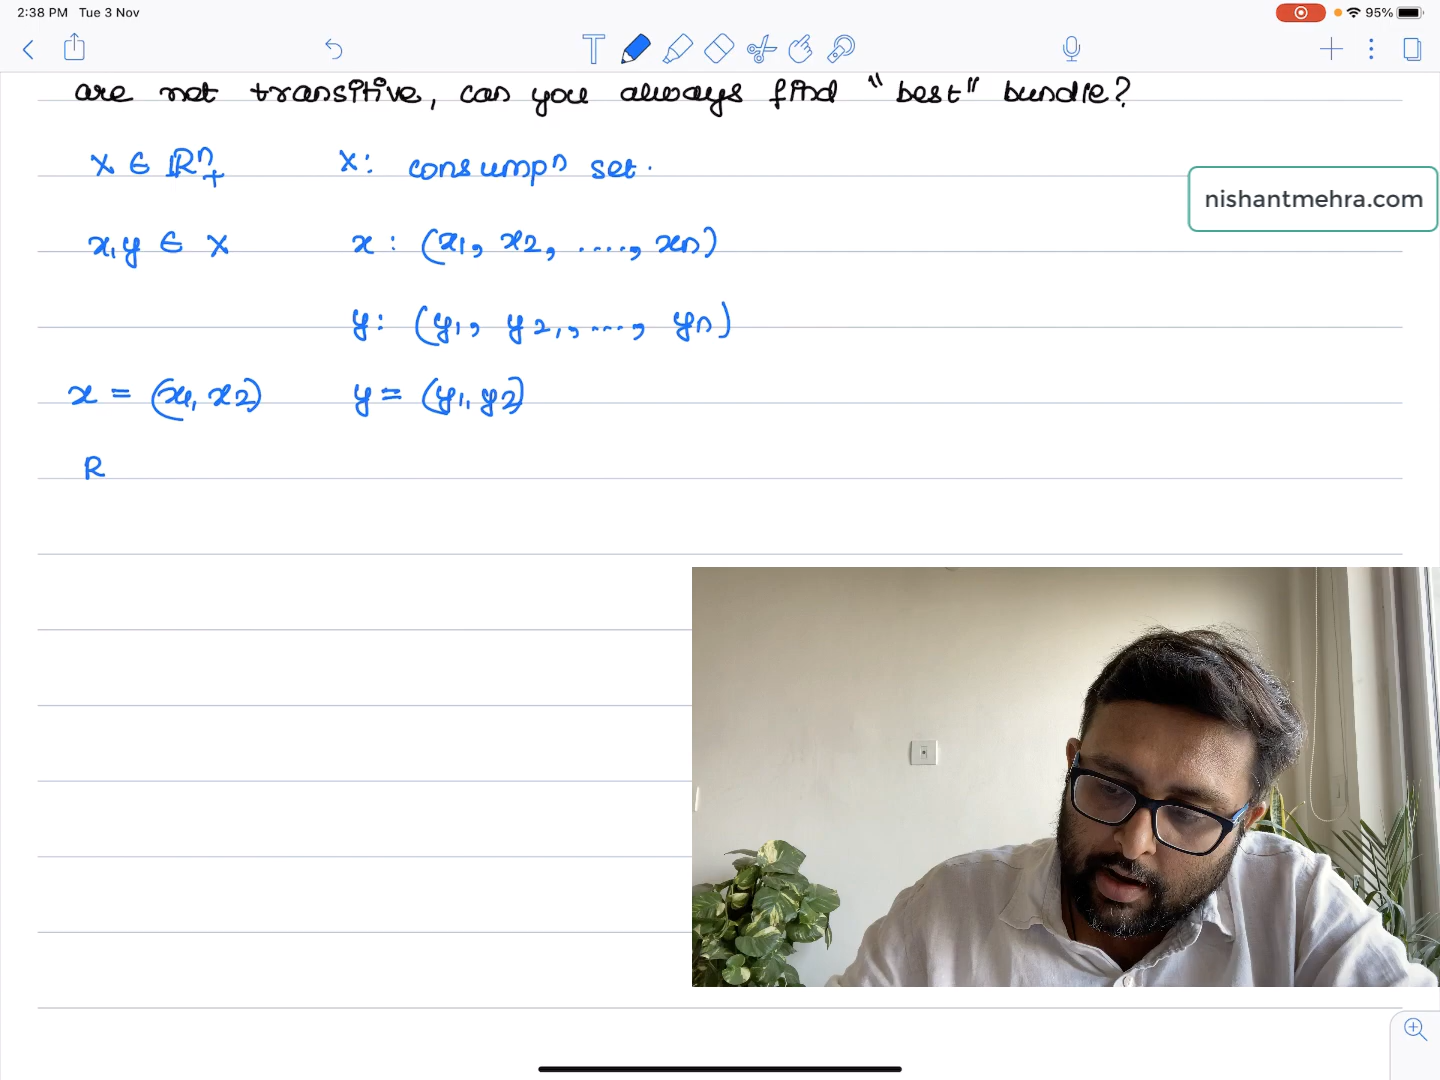 2:38 PM Tue 3 Nov
95%
T
are not transitive, can you always find "best" bundle?
X ∈ ℝⁿ₊ X: consumpⁿ set.
nishantmehra.com
x, y ∈ X x: (x1, x2, ...., xn)
y: (y1, y2,, ...., yn)
x = (x1, x2) y = (y1, y2)
R